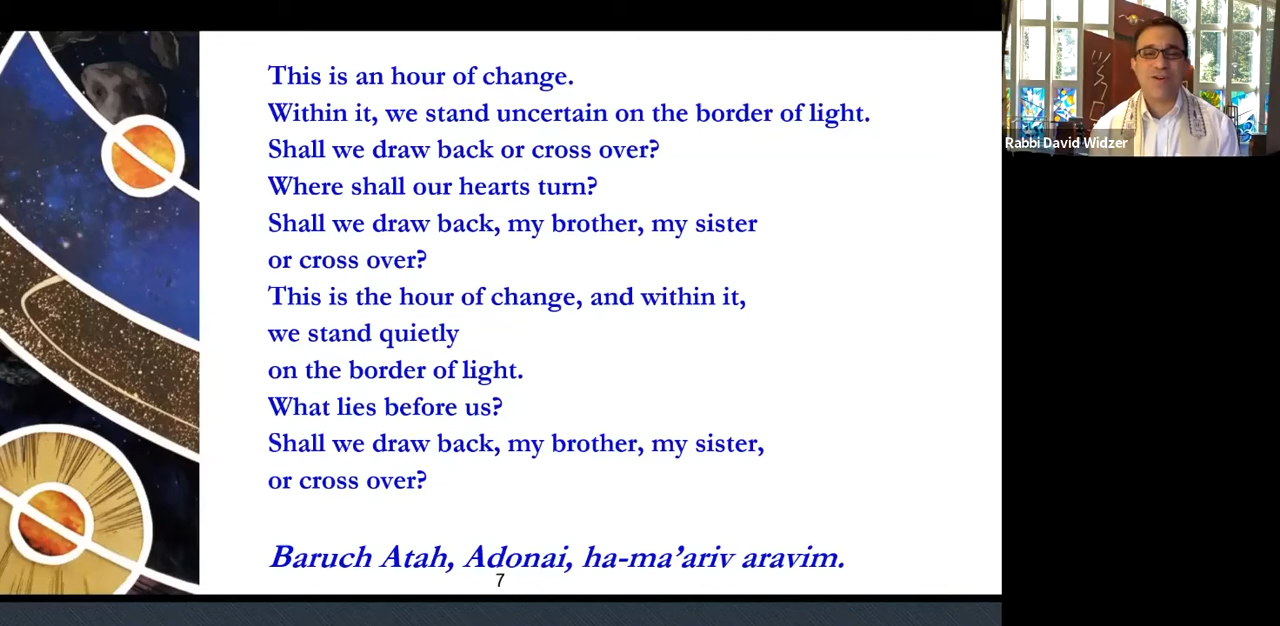 This is an hour of change.
Within it, we stand uncertain on the border of light.
Shall we draw back or cross over?
Where shall our hearts turn?
Shall we draw back, my brother, my sister
or cross over?
This is the hour of change, and within it,
we stand quietly
on the border of light.
What lies before us?
Shall we draw back, my brother, my sister,
or cross over?
Baruch Atah, Adonai, ha-ma’ariv aravim.
7
Rabbi David Widzer